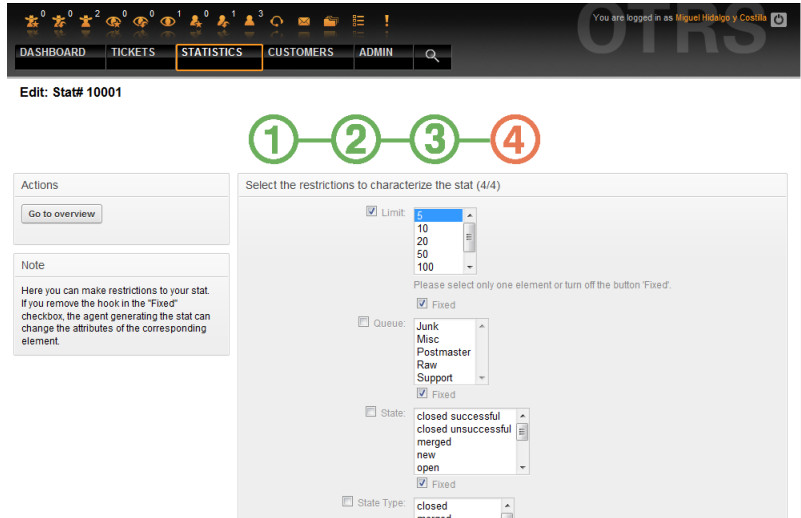 0 0 2 0 0 1 0 1 3
You are logged in as Miguel Hidalgo y Costilla
OTRS
DASHBOARD TICKETS STATISTICS CUSTOMERS ADMIN
Edit: Stat# 10001
1 2 3 4
Actions
Go to overview
Note
Here you can make restrictions to your stat.
If you remove the hook in the "Fixed"
checkbox, the agent generating the stat can
change the attributes of the corresponding
element.
Select the restrictions to characterize the stat (4/4)
Limit:
5
10
20
50
100
Please select only one element or turn off the button 'Fixed'.
Fixed
Queue:
Junk
Misc
Postmaster
Raw
Support
Fixed
State:
closed successful
closed unsuccessful
merged
new
open
Fixed
State Type:
closed
merged